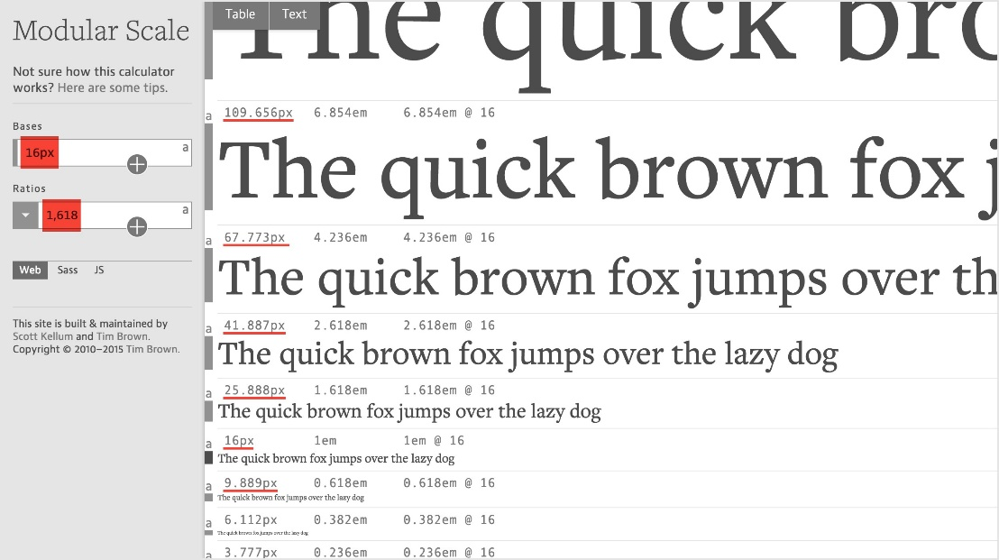 Modular Scale
Not sure how this calculator
works? Here are some tips.
Bases
16px
a
Ratios
1,618
a
Web Sass JS
This site is built & maintained by
Scott Kellum and Tim Brown.
Copyright © 2010–2015 Tim Brown.
Table Text
The quick bro
a 109.656px 6.854em 6.854em @ 16
The quick brown fox j
a 67.773px 4.236em 4.236em @ 16
The quick brown fox jumps over th
a 41.887px 2.618em 2.618em @ 16
The quick brown fox jumps over the lazy dog
a 25.888px 1.618em 1.618em @ 16
The quick brown fox jumps over the lazy dog
a 16px 1em 1em @ 16
The quick brown fox jumps over the lazy dog
a 9.889px 0.618em 0.618em @ 16
The quick brown fox jumps over the lazy dog
a 6.112px 0.382em 0.382em @ 16
The quick brown fox jumps over the lazy dog
a 3.777px 0.236em 0.236em @ 16